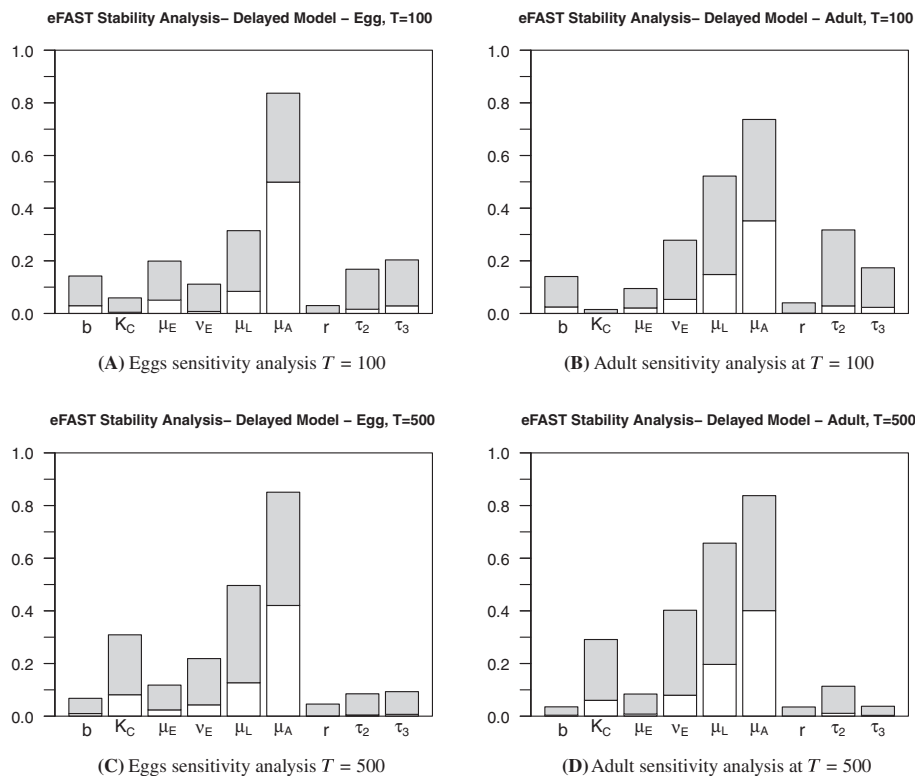 eFAST Stability Analysis– Delayed Model – Egg, T=100
1.0
0.8
0.6
0.4
0.2
0.0
b K_C μ_E ν_E μ_L μ_A r τ_2 τ_3
(A) Eggs sensitivity analysis T = 100
eFAST Stability Analysis– Delayed Model – Adult, T=100
1.0
0.8
0.6
0.4
0.2
0.0
b K_C μ_E ν_E μ_L μ_A r τ_2 τ_3
(B) Adult sensitivity analysis at T = 100
eFAST Stability Analysis– Delayed Model – Egg, T=500
1.0
0.8
0.6
0.4
0.2
0.0
b K_C μ_E ν_E μ_L μ_A r τ_2 τ_3
(C) Eggs sensitivity analysis T = 500
eFAST Stability Analysis– Delayed Model – Adult, T=500
1.0
0.8
0.6
0.4
0.2
0.0
b K_C μ_E ν_E μ_L μ_A r τ_2 τ_3
(D) Adult sensitivity analysis at T = 500